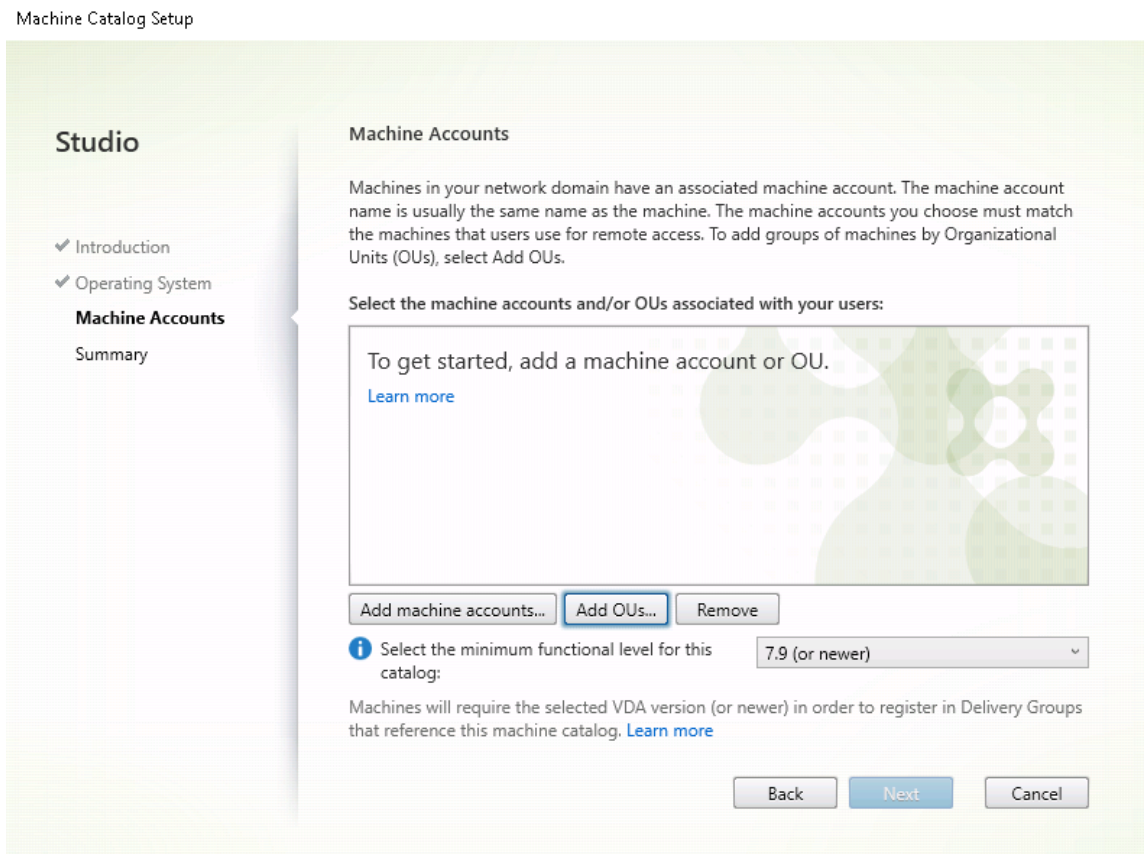 Machine Catalog Setup
Studio
Introduction
Operating System
Machine Accounts
Summary
Machine Accounts
Machines in your network domain have an associated machine account. The machine account
name is usually the same name as the machine. The machine accounts you choose must match
the machines that users use for remote access. To add groups of machines by Organizational
Units (OUs), select Add OUs.
Select the machine accounts and/or OUs associated with your users:
To get started, add a machine account or OU.
Learn more
Add machine accounts... Add OUs... Remove
Select the minimum functional level for this
catalog:
7.9 (or newer)
Machines will require the selected VDA version (or newer) in order to register in Delivery Groups
that reference this machine catalog. Learn more
Back Next Cancel